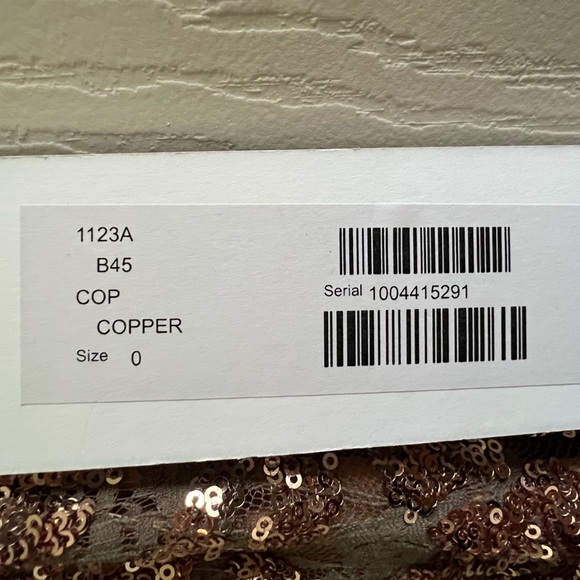 1123A
B45
COP
COPPER
Size 0
Serial 1004415291